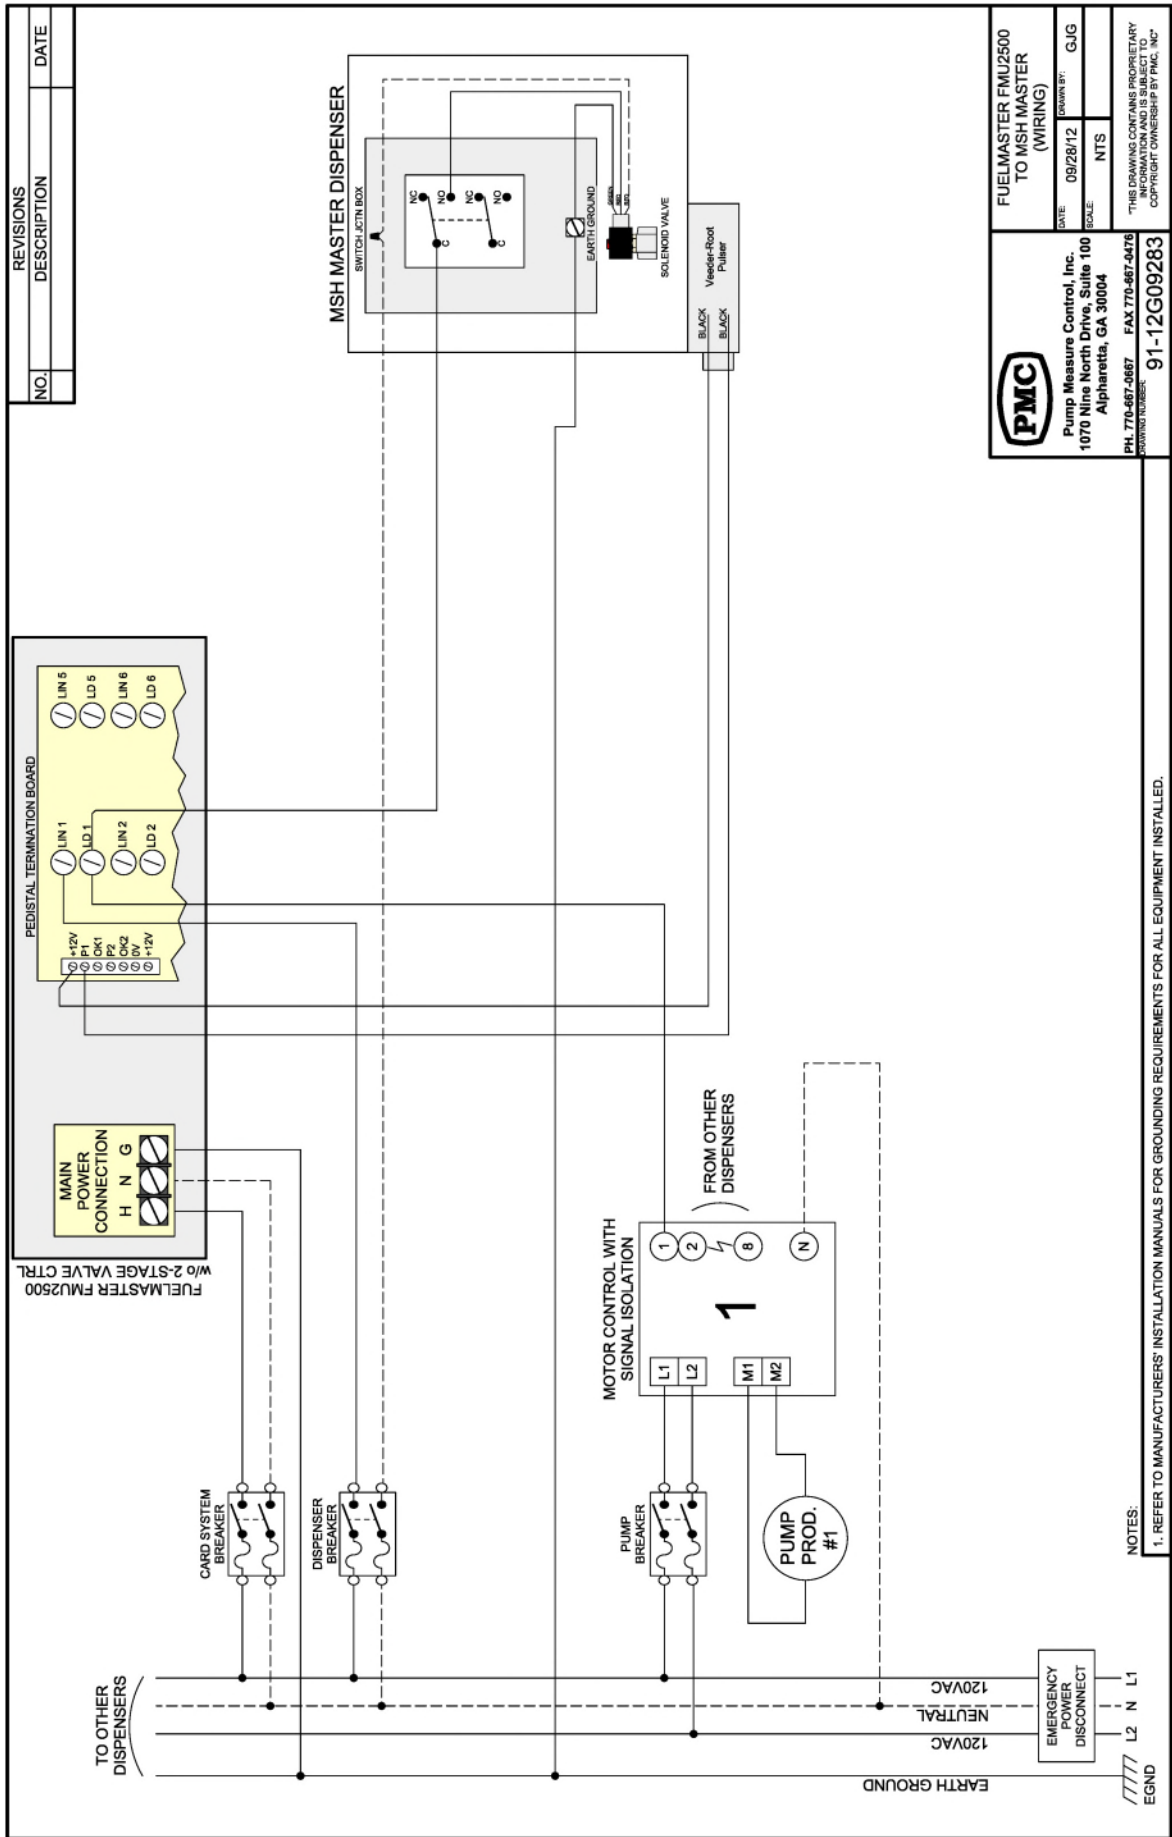 REVISIONS
NO. DESCRIPTION DATE
PEDISTAL TERMINATION BOARD
+12V
P1
OK1
P2
OK2
0V
+12V
LIN 1
LD 1
LIN 2
LD 2
LIN 5
LD 5
LIN 6
LD 6
MAIN
POWER
CONNECTION
H N G
FUELMASTER FMU2500
w/o 2-STAGE VALVE CTRL
MSH MASTER DISPENSER
SWITCH JCTN BOX
NC
NO
C
NC
NO
C
EARTH GROUND
GREEN
RED
RED
SOLENOID VALVE
BLACK
BLACK
Veeder-Root
Pulser
TO OTHER
DISPENSERS
CARD SYSTEM
BREAKER
DISPENSER
BREAKER
PUMP
BREAKER
MOTOR CONTROL WITH
SIGNAL ISOLATION
L1
L2
M1
M2
1
1
2
8
N
FROM OTHER
DISPENSERS
PUMP
PROD.
#1
120VAC
NEUTRAL
120VAC
EARTH GROUND
EMERGENCY
POWER
DISCONNECT
L1
N
L2
EGND
NOTES:
1. REFER TO MANUFACTURERS' INSTALLATION MANUALS FOR GROUNDING REQUIREMENTS FOR ALL EQUIPMENT INSTALLED.
PMC
Pump Measure Control, Inc.
1070 Nine North Drive, Suite 100
Alpharetta, GA 30004
PH. 770-667-0667 FAX 770-667-0476
DRAWING NUMBER:
91-12G09283
FUELMASTER FMU2500
TO MSH MASTER
(WIRING)
DATE: 09/28/12 DRAWN BY: GJG
SCALE: NTS
"THIS DRAWING CONTAINS PROPRIETARY
INFORMATION AND IS SUBJECT TO
COPYRIGHT OWNERSHIP BY PMC, INC"